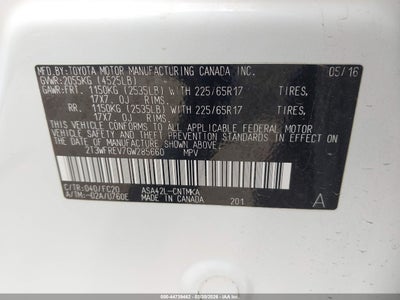 MFD.BY:TOYOTA MOTOR MANUFACTURING CANADA INC. 05/16
GVWR:2055KG (4525LB)
GAWR:FRT. 1150KG (2535LB)WITH 225/65R17 TIRES,
17X7.0J RIMS,
RR. 1150KG (2535LB)WITH 225/65R17 TIRES,
17X7.0J RIMS,
THIS VEHICLE CONFORMS TO ALL APPLICABLE FEDERAL MOTOR
VEHICLE SAFETY STANDARDS IN EFFECT ON THE DATE OF
MANUFACTURE SHOWN ABOVE.
2T3WFREV7GW285660 MPV
C/TR:040/FC20 ASA42L-CNTMKA
A/TM:-02A/U760E MADE IN CANADA 201 A